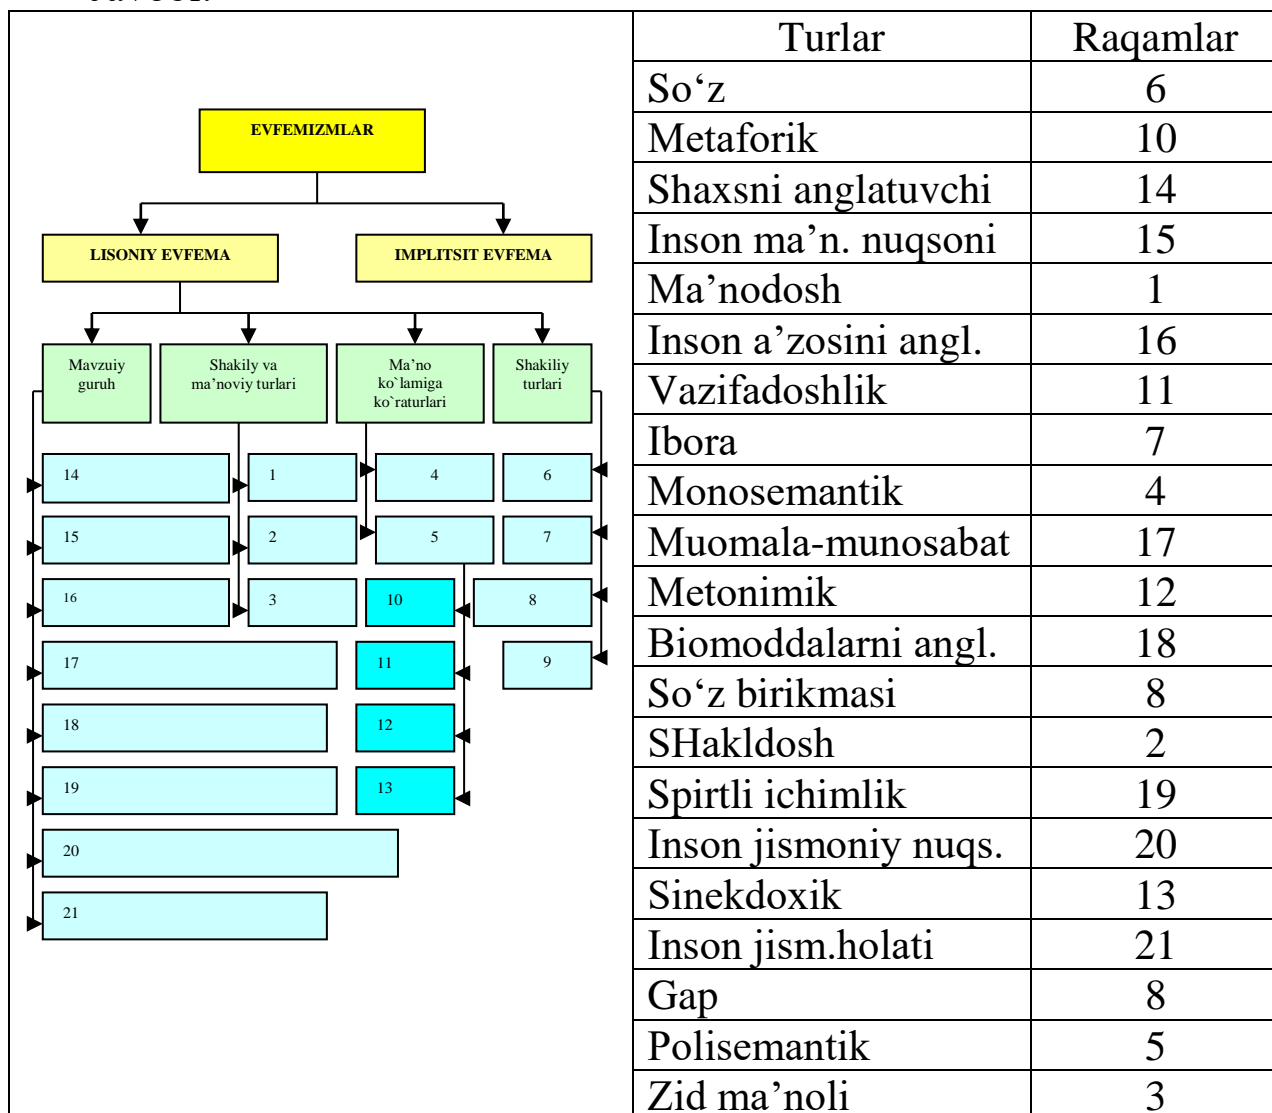 EVFEMIZMLAR
LISONIY EVFEMA
IMPLITSIT EVFEMA
Mavzuiy
guruh
Shakily va
ma’noviy turlari
Ma’no
ko`lamiga
ko`raturlari
Shakiliy
turlari
14
1
4
6
15
2
5
7
16
3
10
8
17
11
9
18
12
19
13
20
21
Turlar Raqamlar
So‘z 6
Metaforik 10
Shaxsni anglatuvchi 14
Inson ma’n. nuqsoni 15
Ma’nodosh 1
Inson a’zosini angl. 16
Vazifadoshlik 11
Ibora 7
Monosemantik 4
Muomala-munosabat 17
Metonimik 12
Biomoddalarni angl. 18
So‘z birikmasi 8
SHakldosh 2
Spirtli ichimlik 19
Inson jismoniy nuqs. 20
Sinekdoxik 13
Inson jism.holati 21
Gap 8
Polisemantik 5
Zid ma’noli 3